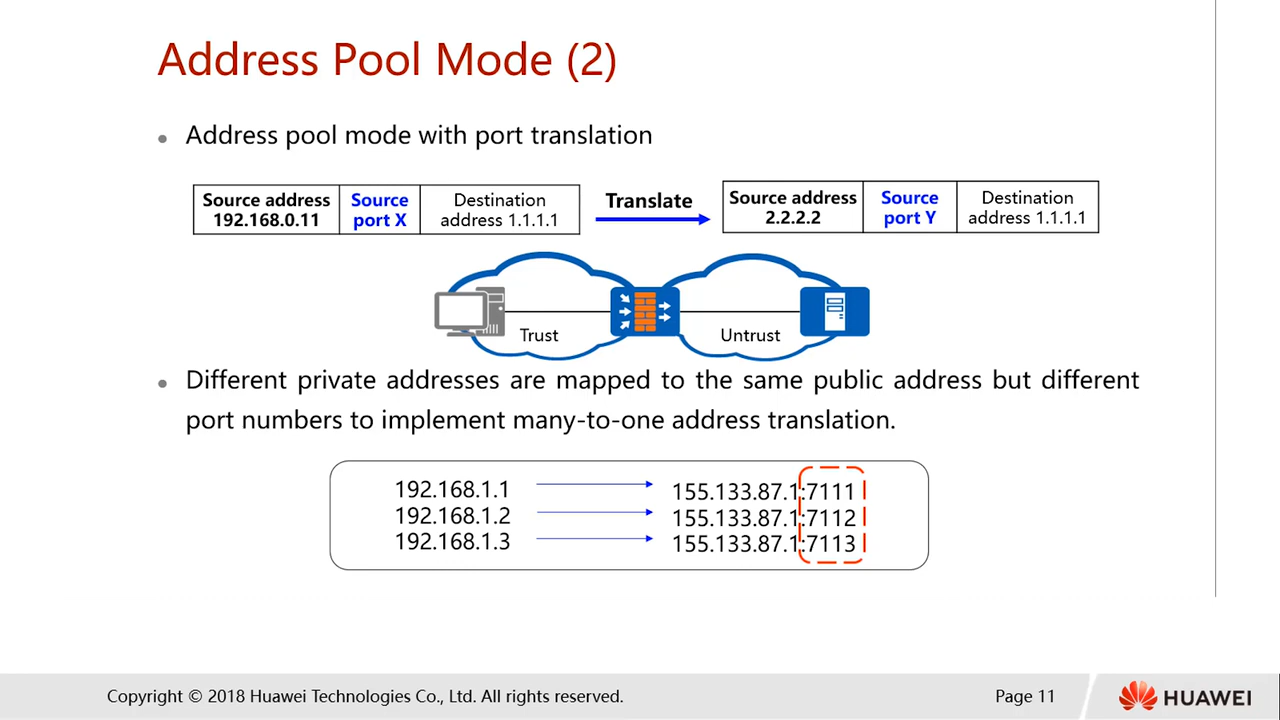 Address Pool Mode (2)
Address pool mode with port translation
Source address
192.168.0.11
Source
port X
Destination
address 1.1.1.1
Translate
Source address
2.2.2.2
Source
port Y
Destination
address 1.1.1.1
Trust
Untrust
Different private addresses are mapped to the same public address but different
port numbers to implement many-to-one address translation.
192.168.1.1
155.133.87.1:7111
192.168.1.2
155.133.87.1:7112
192.168.1.3
155.133.87.1:7113
Copyright © 2018 Huawei Technologies Co., Ltd. All rights reserved.
Page 11
HUAWEI